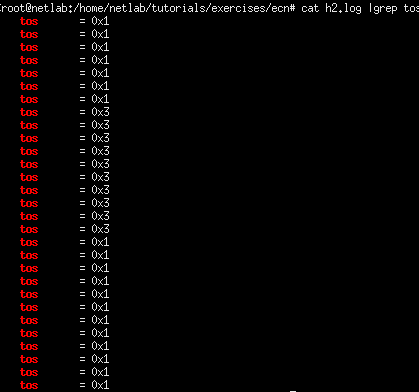 root@netlab:/home/netlab/tutorials/exercises/ecn# cat h2.log |grep tos
tos = 0x1
tos = 0x1
tos = 0x1
tos = 0x1
tos = 0x1
tos = 0x1
tos = 0x1
tos = 0x3
tos = 0x3
tos = 0x3
tos = 0x3
tos = 0x3
tos = 0x3
tos = 0x3
tos = 0x3
tos = 0x3
tos = 0x3
tos = 0x1
tos = 0x1
tos = 0x1
tos = 0x1
tos = 0x1
tos = 0x1
tos = 0x1
tos = 0x1
tos = 0x1
tos = 0x1
tos = 0x1
tos = 0x1